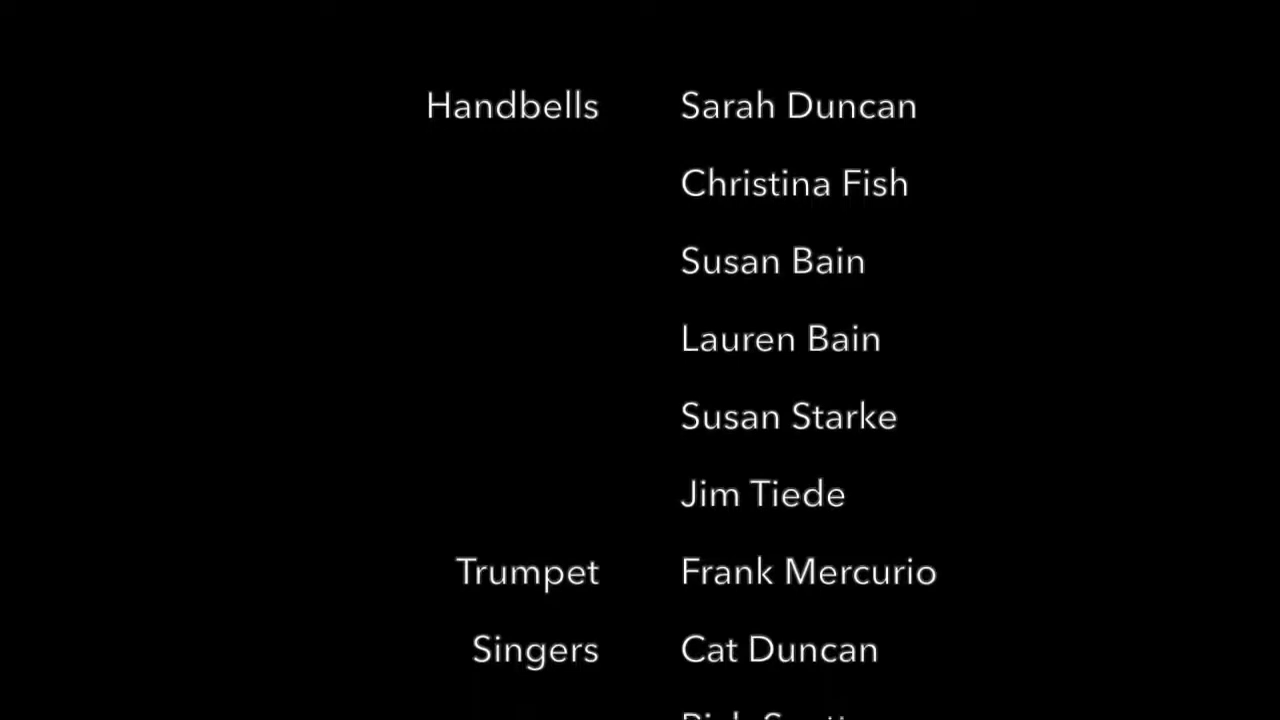 Handbells Sarah Duncan
Christina Fish
Susan Bain
Lauren Bain
Susan Starke
Jim Tiede
Trumpet Frank Mercurio
Singers Cat Duncan